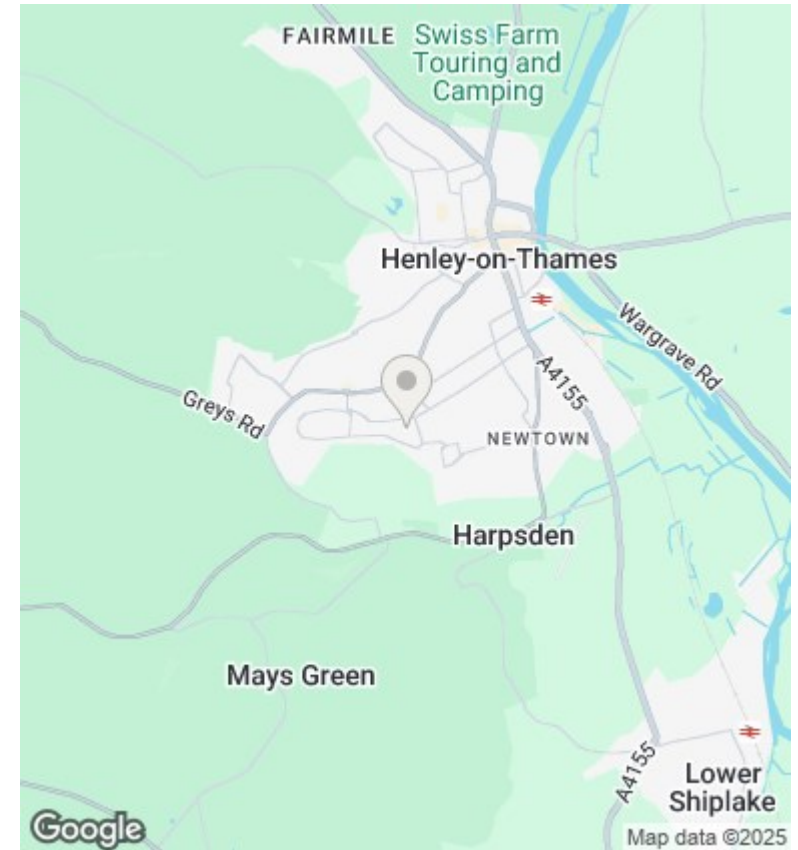 FAIRMILE
Swiss Farm
Touring and
Camping
Henley-on-Thames
Wargrave Rd
A4155
Greys Rd
NEWTOWN
Harpsden
Mays Green
A4155
Lower
Shiplake
Google
Map data ©2025